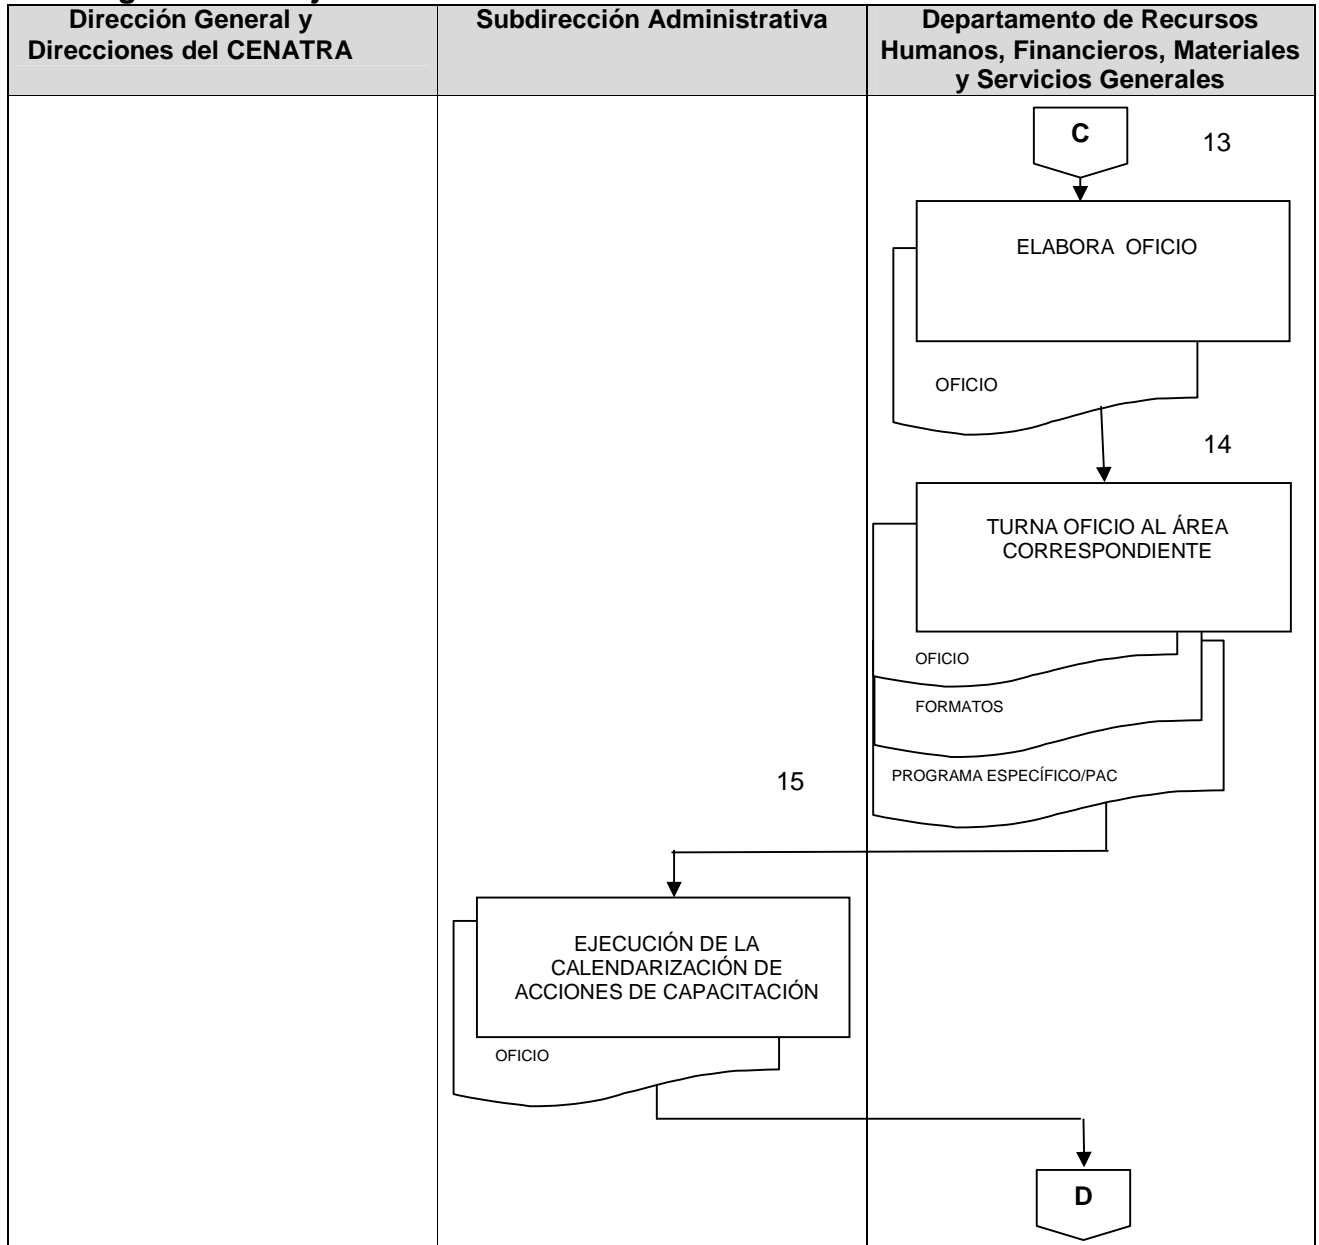 Dirección General y
Direcciones del CENATRA
Subdirección Administrativa
Departamento de Recursos
Humanos, Financieros, Materiales
y Servicios Generales
C
13
ELABORA OFICIO
OFICIO
14
TURNA OFICIO AL ÁREA
CORRESPONDIENTE
OFICIO
FORMATOS
PROGRAMA ESPECÍFICO/PAC
15
EJECUCIÓN DE LA
CALENDARIZACIÓN DE
ACCIONES DE CAPACITACIÓN
OFICIO
D